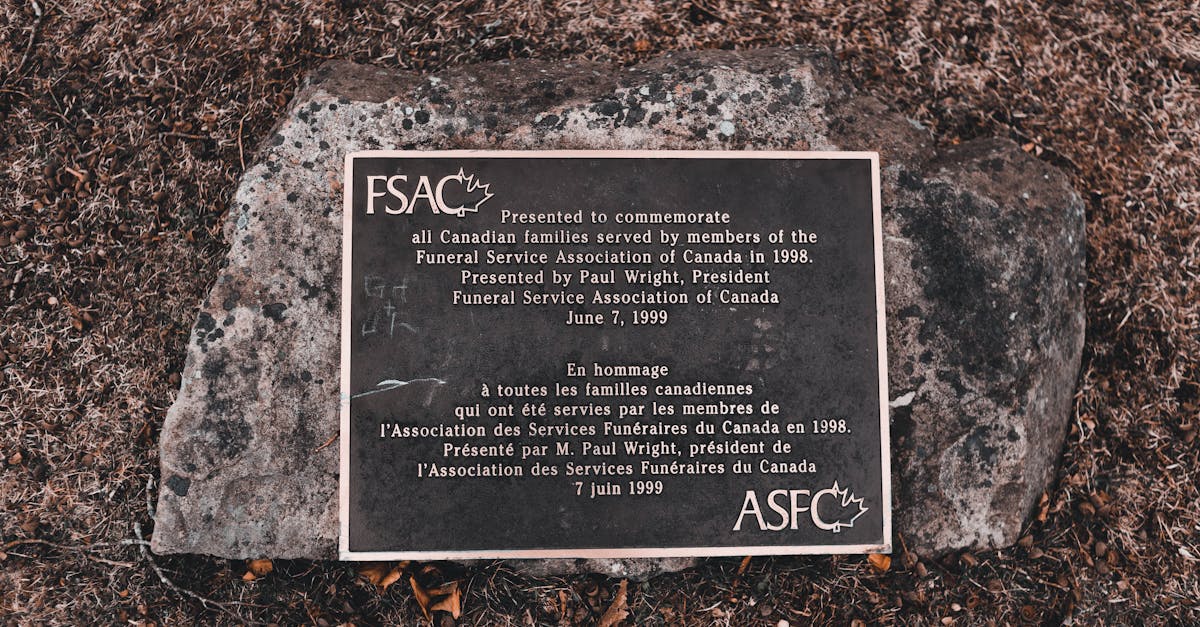 FSAC
Presented to commemorate
all Canadian families served by members of the
Funeral Service Association of Canada in 1998.
Presented by Paul Wright, President
Funeral Service Association of Canada
June 7, 1999
En hommage
à toutes les familles canadiennes
qui ont été servies par les membres de
l'Association des Services Funéraires du Canada en 1998.
Présenté par M. Paul Wright, président de
l'Association des Services Funéraires du Canada
7 juin 1999
ASFC